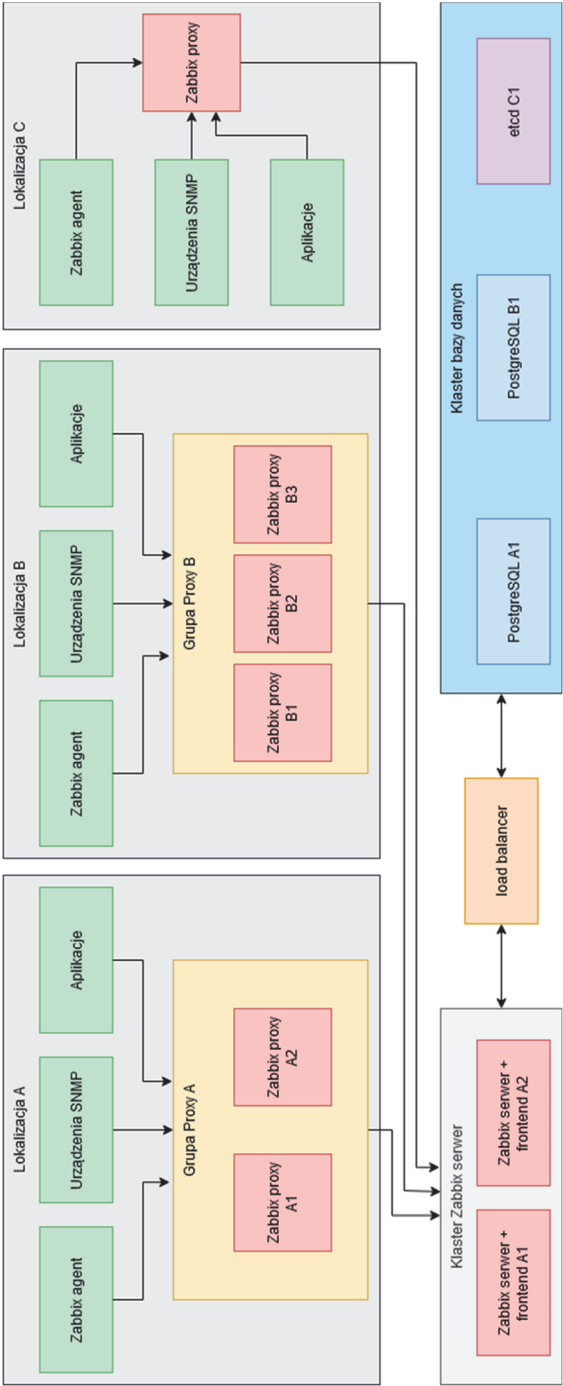 Lokalizacja A
Zabbix agent
Urządzenia SNMP
Aplikacje
Grupa Proxy A
Zabbix proxy
A1
Zabbix proxy
A2
Lokalizacja B
Zabbix agent
Urządzenia SNMP
Aplikacje
Grupa Proxy B
Zabbix proxy
B1
Zabbix proxy
B2
Zabbix proxy
B3
Lokalizacja C
Zabbix agent
Urządzenia SNMP
Aplikacje
Zabbix proxy
Klaster Zabbix serwer
Zabbix serwer +
frontend A1
Zabbix serwer +
frontend A2
load balancer
Klaster bazy danych
PostgreSQL A1
PostgreSQL B1
etcd C1